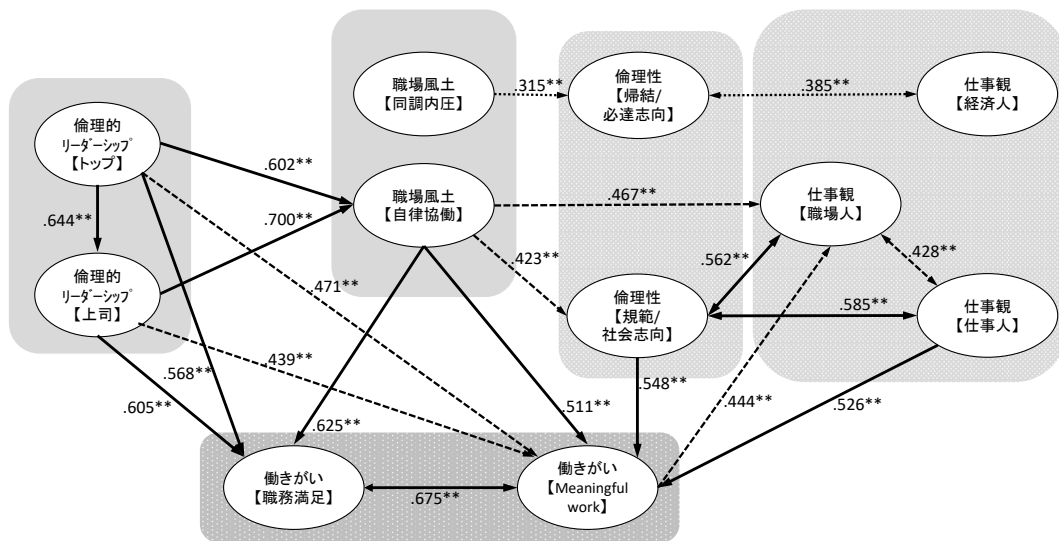 職場風土
【同調内圧】
.315**
倫理性
【帰結/
必達志向】
.385**
仕事観
【経済人】
倫理的
ﾘｰﾀﾞｰシップ
【トップ】
.602**
職場風土
【自律協働】
.467**
仕事観
【職場人】
.644**
.700**
.423**
.562**
.428**
倫理的
ﾘｰﾀﾞｰシップ
【上司】
.471**
倫理性
【規範/
社会志向】
.585**
仕事観
【仕事人】
.439**
.568**
.605**
.548**
.444**
.526**
.625**
.511**
働きがい
【職務満足】
.675**
働きがい
【Meaningful
work】